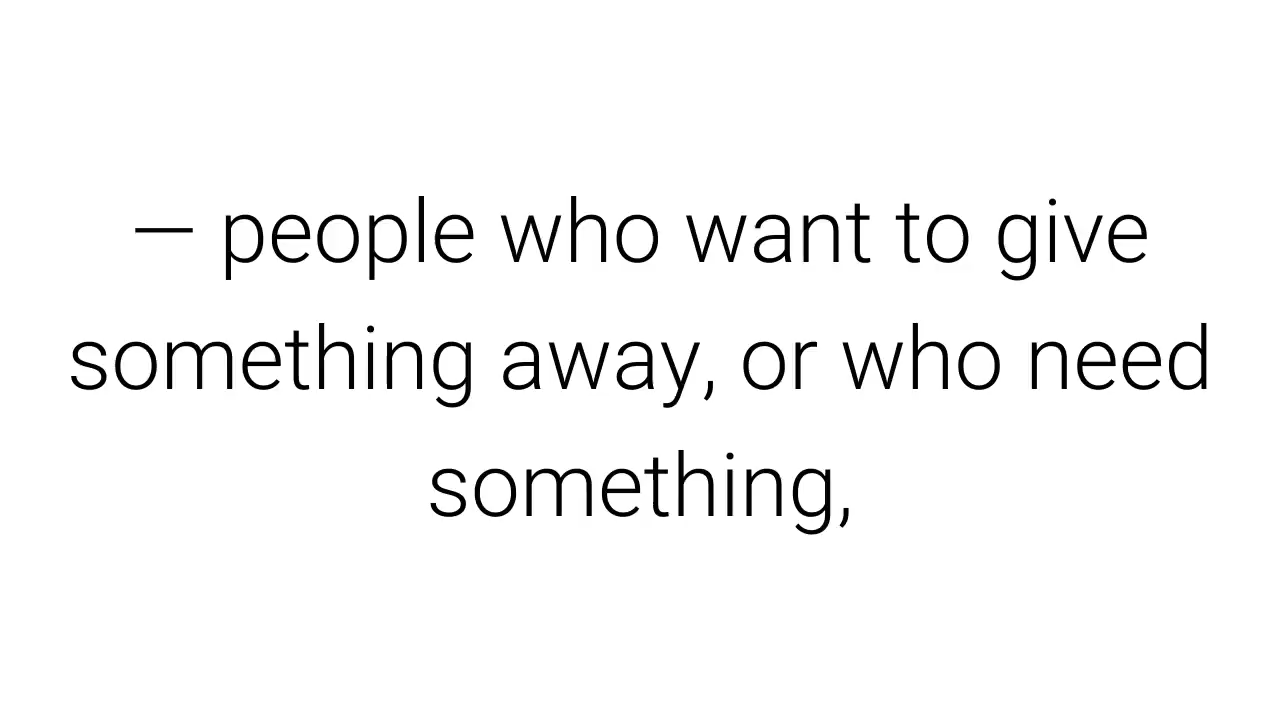 — people who want to give
something away, or who need
something,